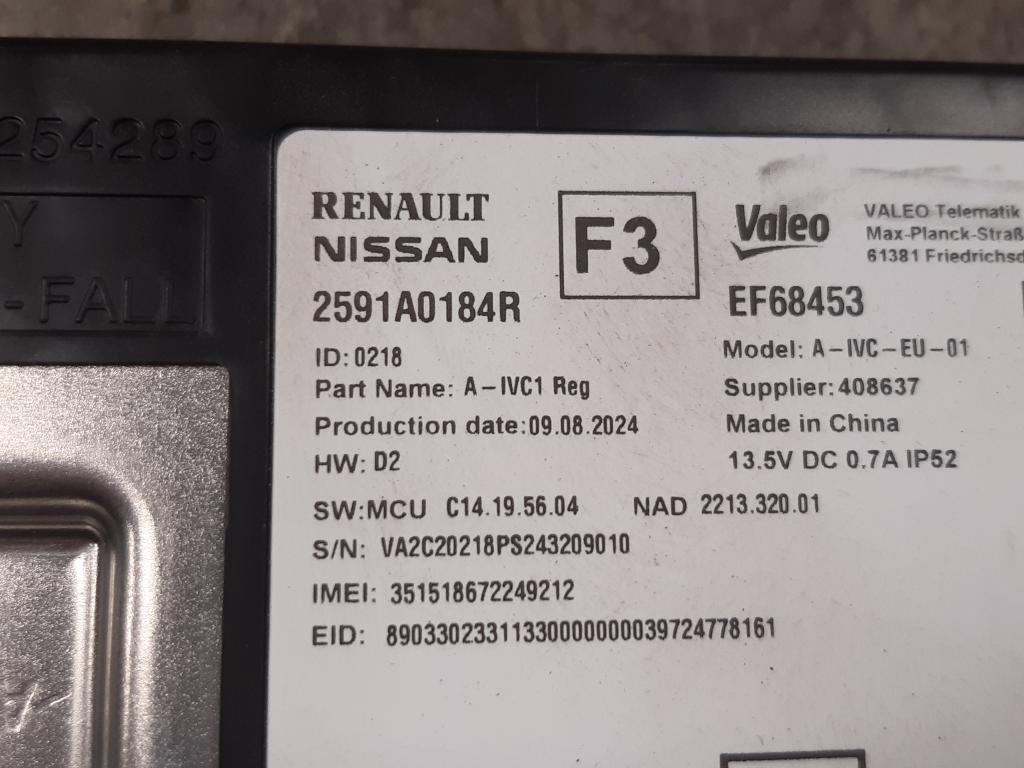 254289
Y
-FALL
RENAULT
NISSAN
F3
Valeo
VALEO Telematik
Max-Planck-Straß
61381 Friedrichsd
2591A0184R
EF68453
ID: 0218
Model: A-IVC-EU-01
Part Name: A-IVC1 Reg
Supplier: 408637
Production date:09.08.2024
Made in China
HW: D2
13.5V DC 0.7A IP52
SW:MCU C14.19.56.04 NAD 2213.320.01
S/N: VA2C20218PS243209010
IMEI: 351518672249212
EID: 89033023311330000000039724778161